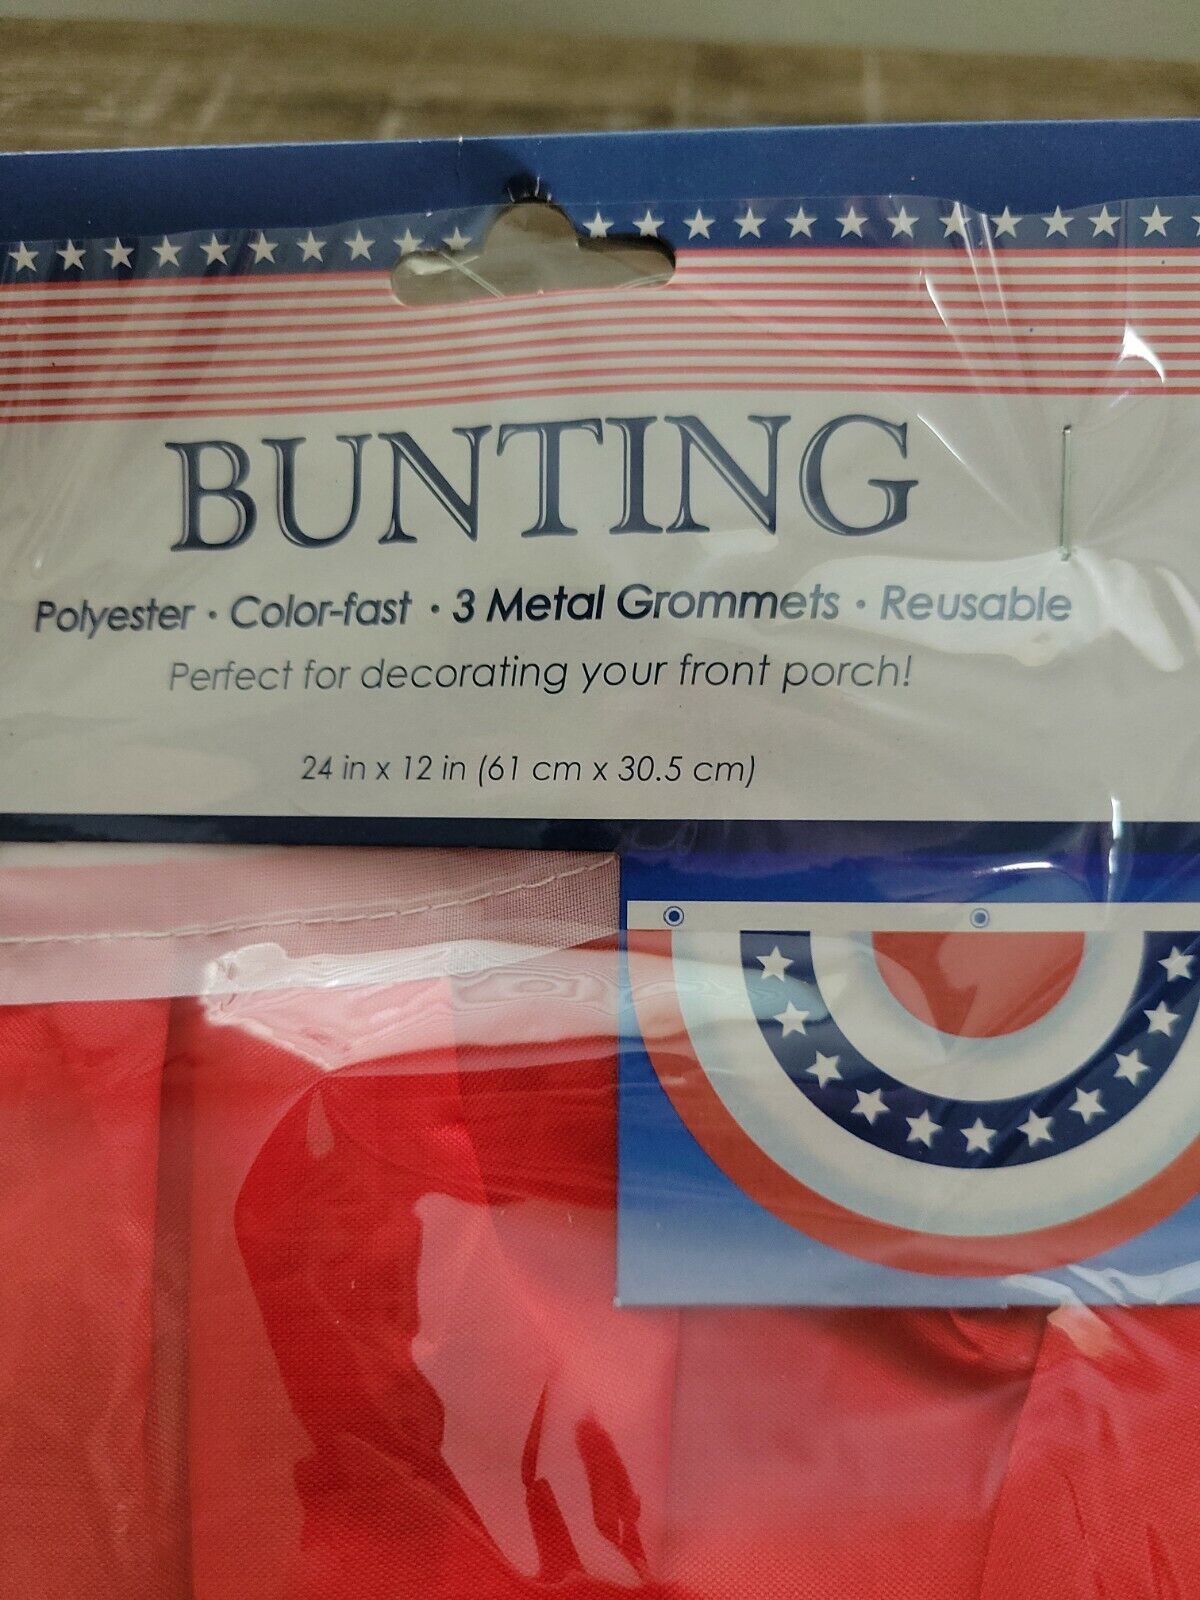 BUNTING
Polyester • Color-fast • 3 Metal Grommets • Reusable
Perfect for decorating your front porch!
24 in x 12 in (61 cm x 30.5 cm)